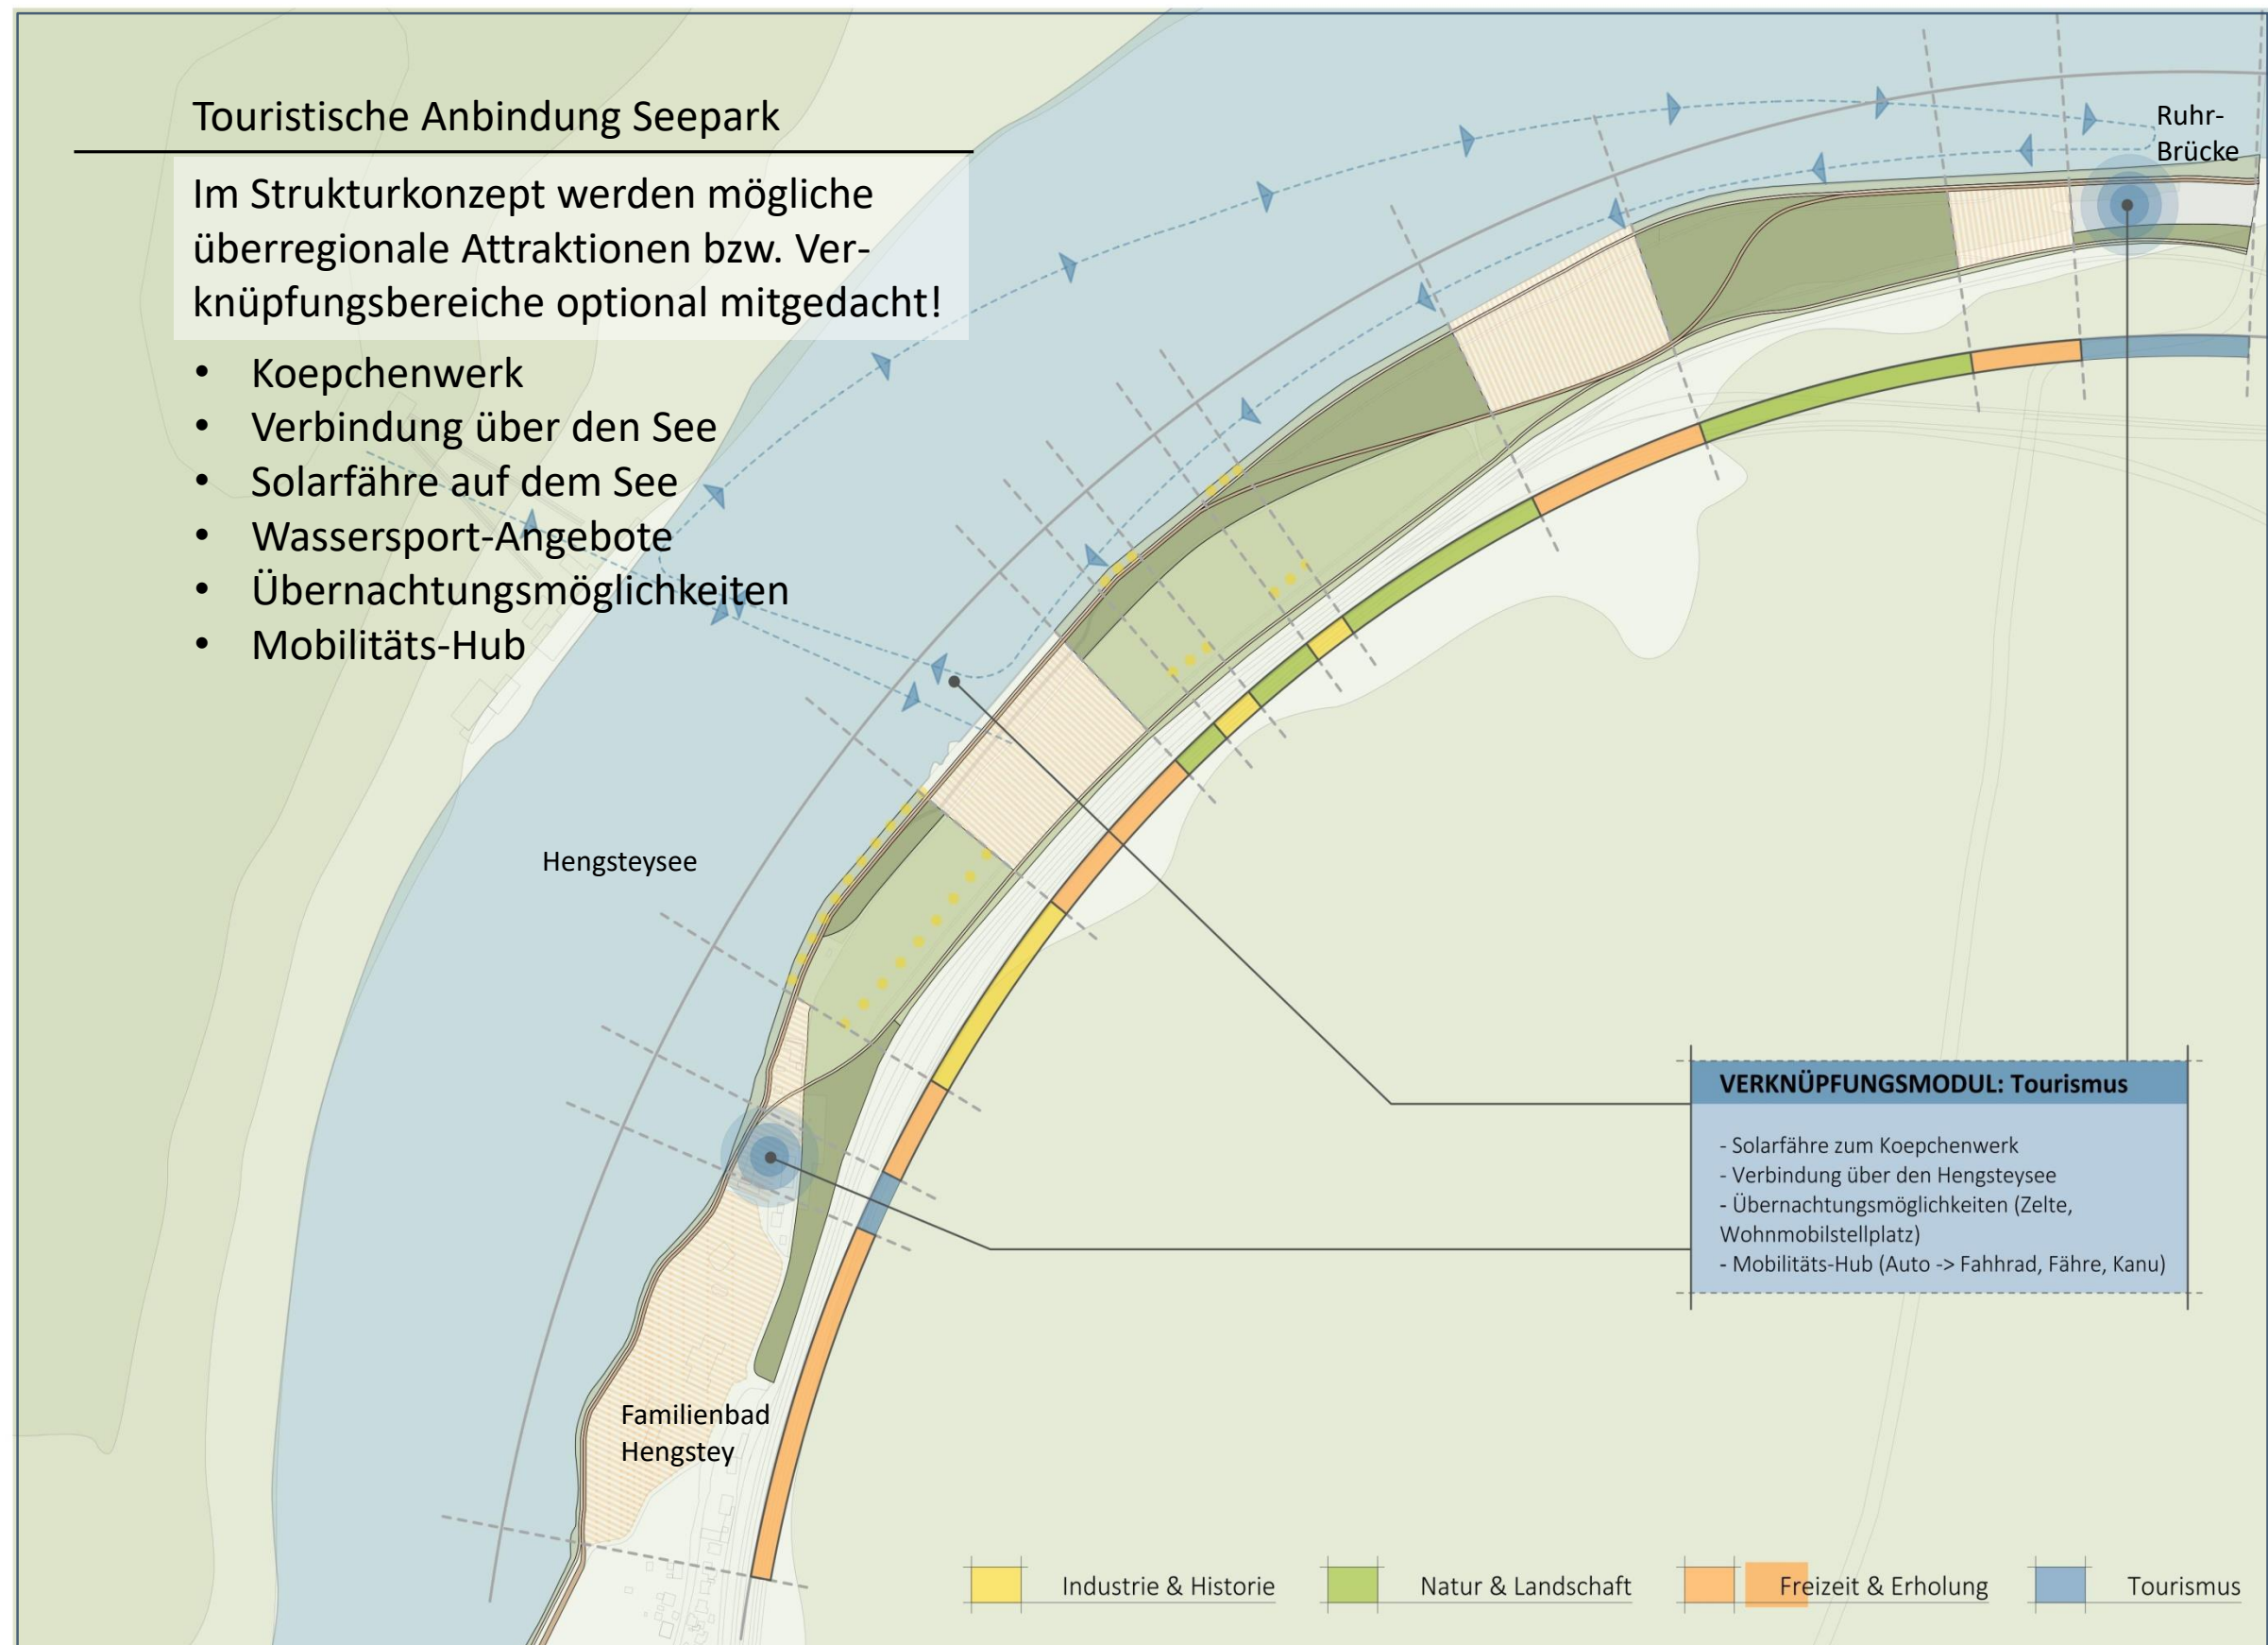 Touristische Anbindung Seepark
Im Strukturkonzept werden mögliche
überregionale Attraktionen bzw. Ver-
knüpfungsbereiche optional mitgedacht!
• Koepchenwerk
• Verbindung über den See
• Solarfähre auf dem See
• Wassersport-Angebote
• Übernachtungsmöglichkeiten
• Mobilitäts-Hub
Ruhr-
Brücke
Hengsteysee
Familienbad
Hengstey
VERKNÜPFUNGSMODUL: Tourismus
- Solarfähre zum Koepchenwerk
- Verbindung über den Hengsteysee
- Übernachtungsmöglichkeiten (Zelte,
Wohnmobilstellplatz)
- Mobilitäts-Hub (Auto -> Fahhrad, Fähre, Kanu)
Industrie & Historie
Natur & Landschaft
Freizeit & Erholung
Tourismus